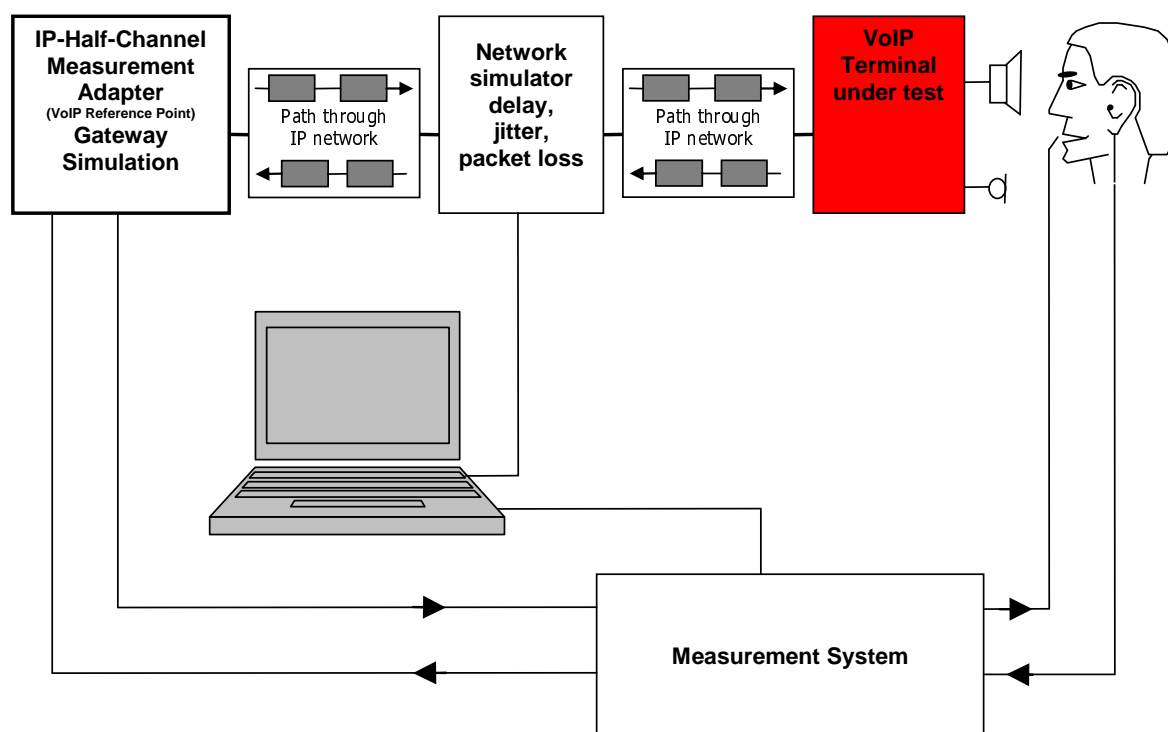 IP-Half-Channel
Measurement
Adapter
(VoIP Reference Point)
Gateway
Simulation
Path through
IP network
Network
simulator
delay,
jitter,
packet loss
Path through
IP network
VoIP
Terminal
under test
Measurement System